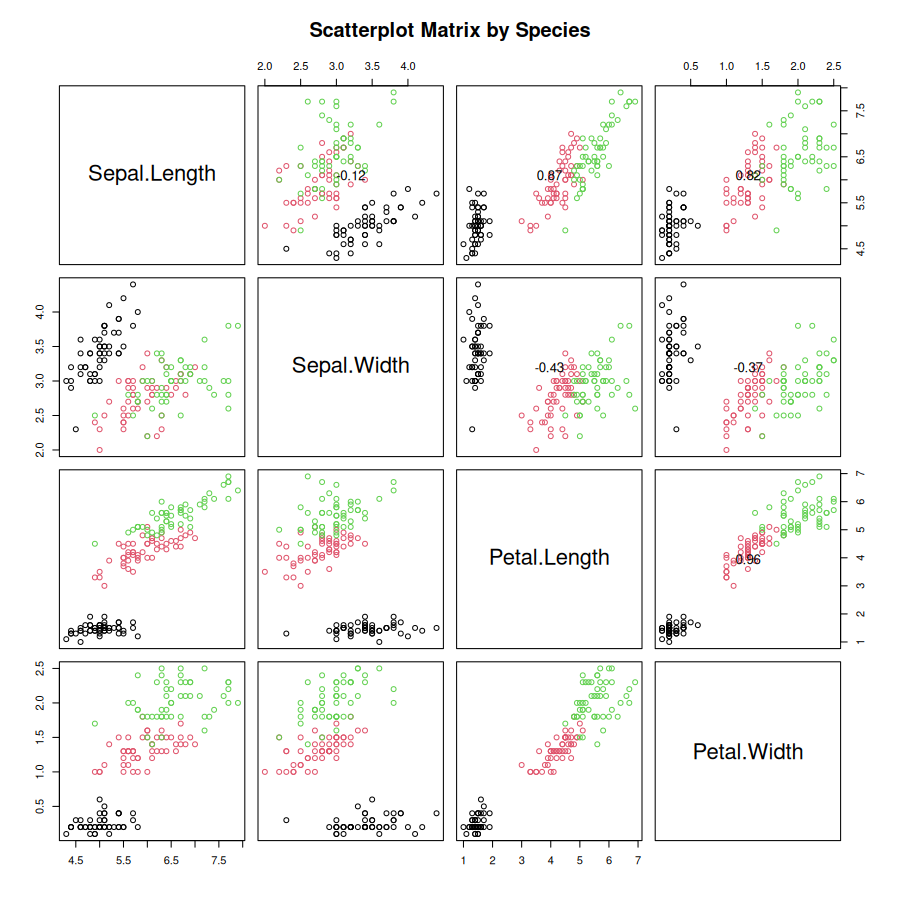 Scatterplot Matrix by Species
2.0 2.5 3.0 3.5 4.0
0.5 1.0 1.5 2.0 2.5
Sepal.Length
-0.12
0.87
0.82
4.5 5.5 6.5 7.5
2.0 2.5 3.0 3.5 4.0
Sepal.Width
-0.43
-0.37
Petal.Length
0.96
1 2 3 4 5 6 7
0.5 1.0 1.5 2.0 2.5
Petal.Width
4.5 5.5 6.5 7.5
1 2 3 4 5 6 7